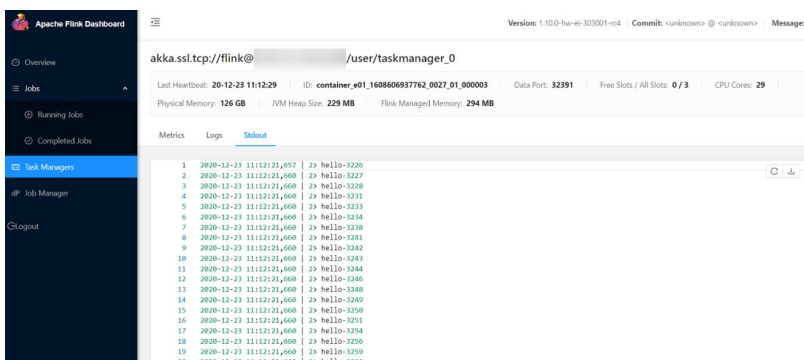 Apache Flink Dashboard
Version: 1.10.0-hw-ei-303001-rc4 Commit: <unknown> @ <unknown> Message:
Overview
Jobs
Running Jobs
Completed Jobs
Task Managers
Job Manager
Logout
akka.ssl.tcp://flink@ /user/taskmanager_0
Last Heartbeat: 20-12-23 11:12:29 ID: container_e01_1608606937762_0027_01_000003 Data Port: 32391 Free Slots / All Slots: 0 / 3 CPU Cores: 29
Physical Memory: 126 GB JVM Heap Size: 229 MB Flink Managed Memory: 294 MB
Metrics Logs Stdout
1 2020-12-23 11:12:21,657 | 2> hello-3226
2 2020-12-23 11:12:21,660 | 2> hello-3227
3 2020-12-23 11:12:21,660 | 2> hello-3228
4 2020-12-23 11:12:21,660 | 2> hello-3231
5 2020-12-23 11:12:21,660 | 2> hello-3233
6 2020-12-23 11:12:21,660 | 2> hello-3234
7 2020-12-23 11:12:21,660 | 2> hello-3238
8 2020-12-23 11:12:21,660 | 2> hello-3241
9 2020-12-23 11:12:21,660 | 2> hello-3242
10 2020-12-23 11:12:21,660 | 2> hello-3243
11 2020-12-23 11:12:21,660 | 2> hello-3244
12 2020-12-23 11:12:21,660 | 2> hello-3246
13 2020-12-23 11:12:21,660 | 2> hello-3248
14 2020-12-23 11:12:21,660 | 2> hello-3249
15 2020-12-23 11:12:21,660 | 2> hello-3250
16 2020-12-23 11:12:21,660 | 2> hello-3251
17 2020-12-23 11:12:21,660 | 2> hello-3254
18 2020-12-23 11:12:21,660 | 2> hello-3256
19 2020-12-23 11:12:21,660 | 2> hello-3259